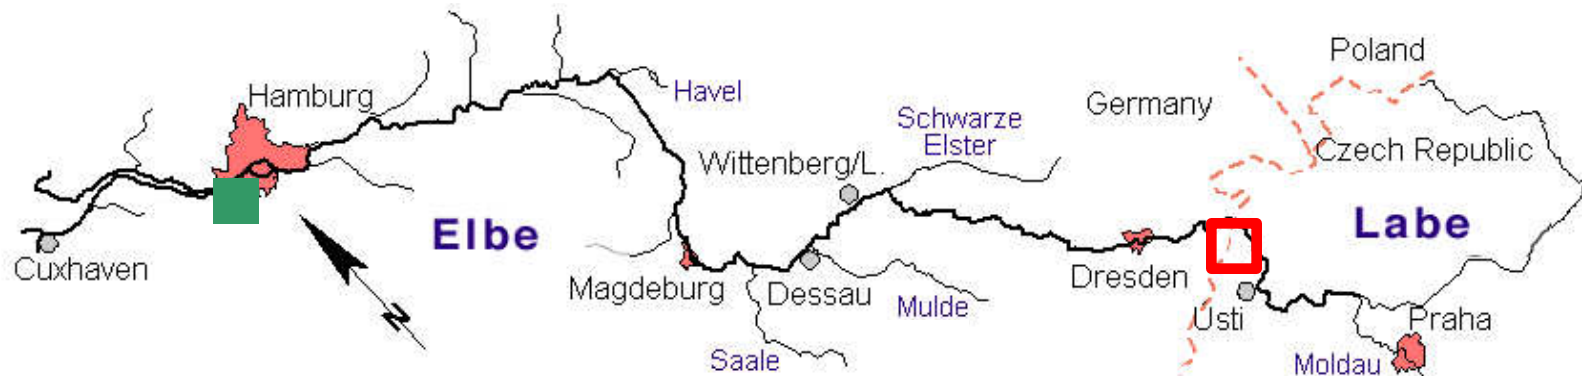 Poland
Hamburg
Havel
Germany
Schwarze
Elster
Czech Republic
Wittenberg/L.
Elbe
Labe
Cuxhaven
Magdeburg
Dessau
Dresden
Mulde
Usti
Praha
N
Saale
Moldau